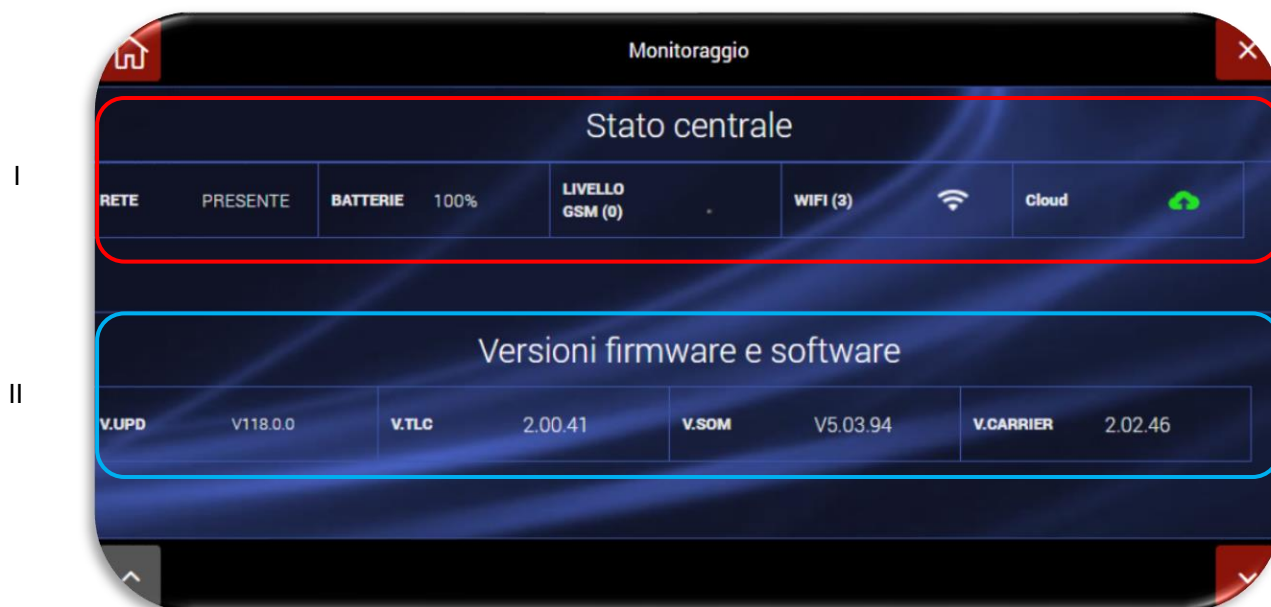 Monitoraggio
Stato centrale
I
RETE PRESENTE BATTERIE 100% LIVELLO GSM (0) WIFI (3) Cloud
Versioni firmware e software
II
V.UPD V118.0.0 V.TLC 2.00.41 V.SOM V5.03.94 V.CARRIER 2.02.46